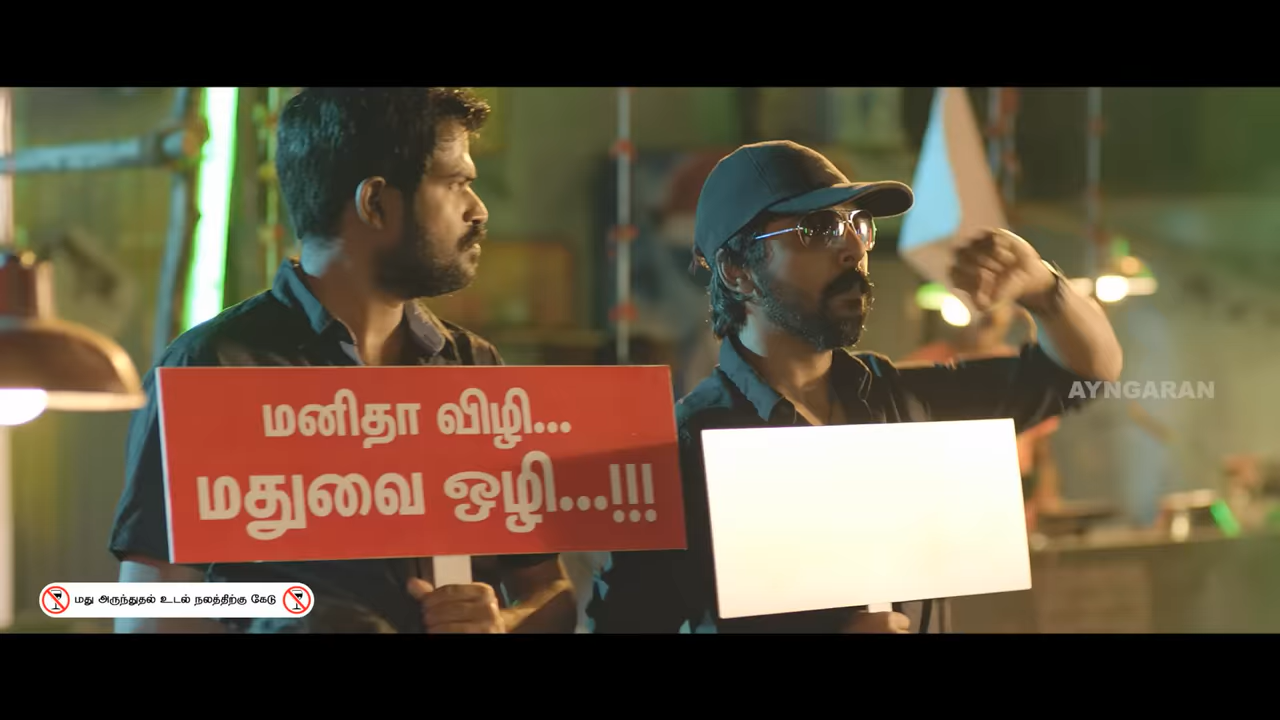 மனிதா விழி...
மதுவை ஒழி...!!!
AYNGARAN
மது அருந்துதல் உடல் நலத்திற்கு கேடு